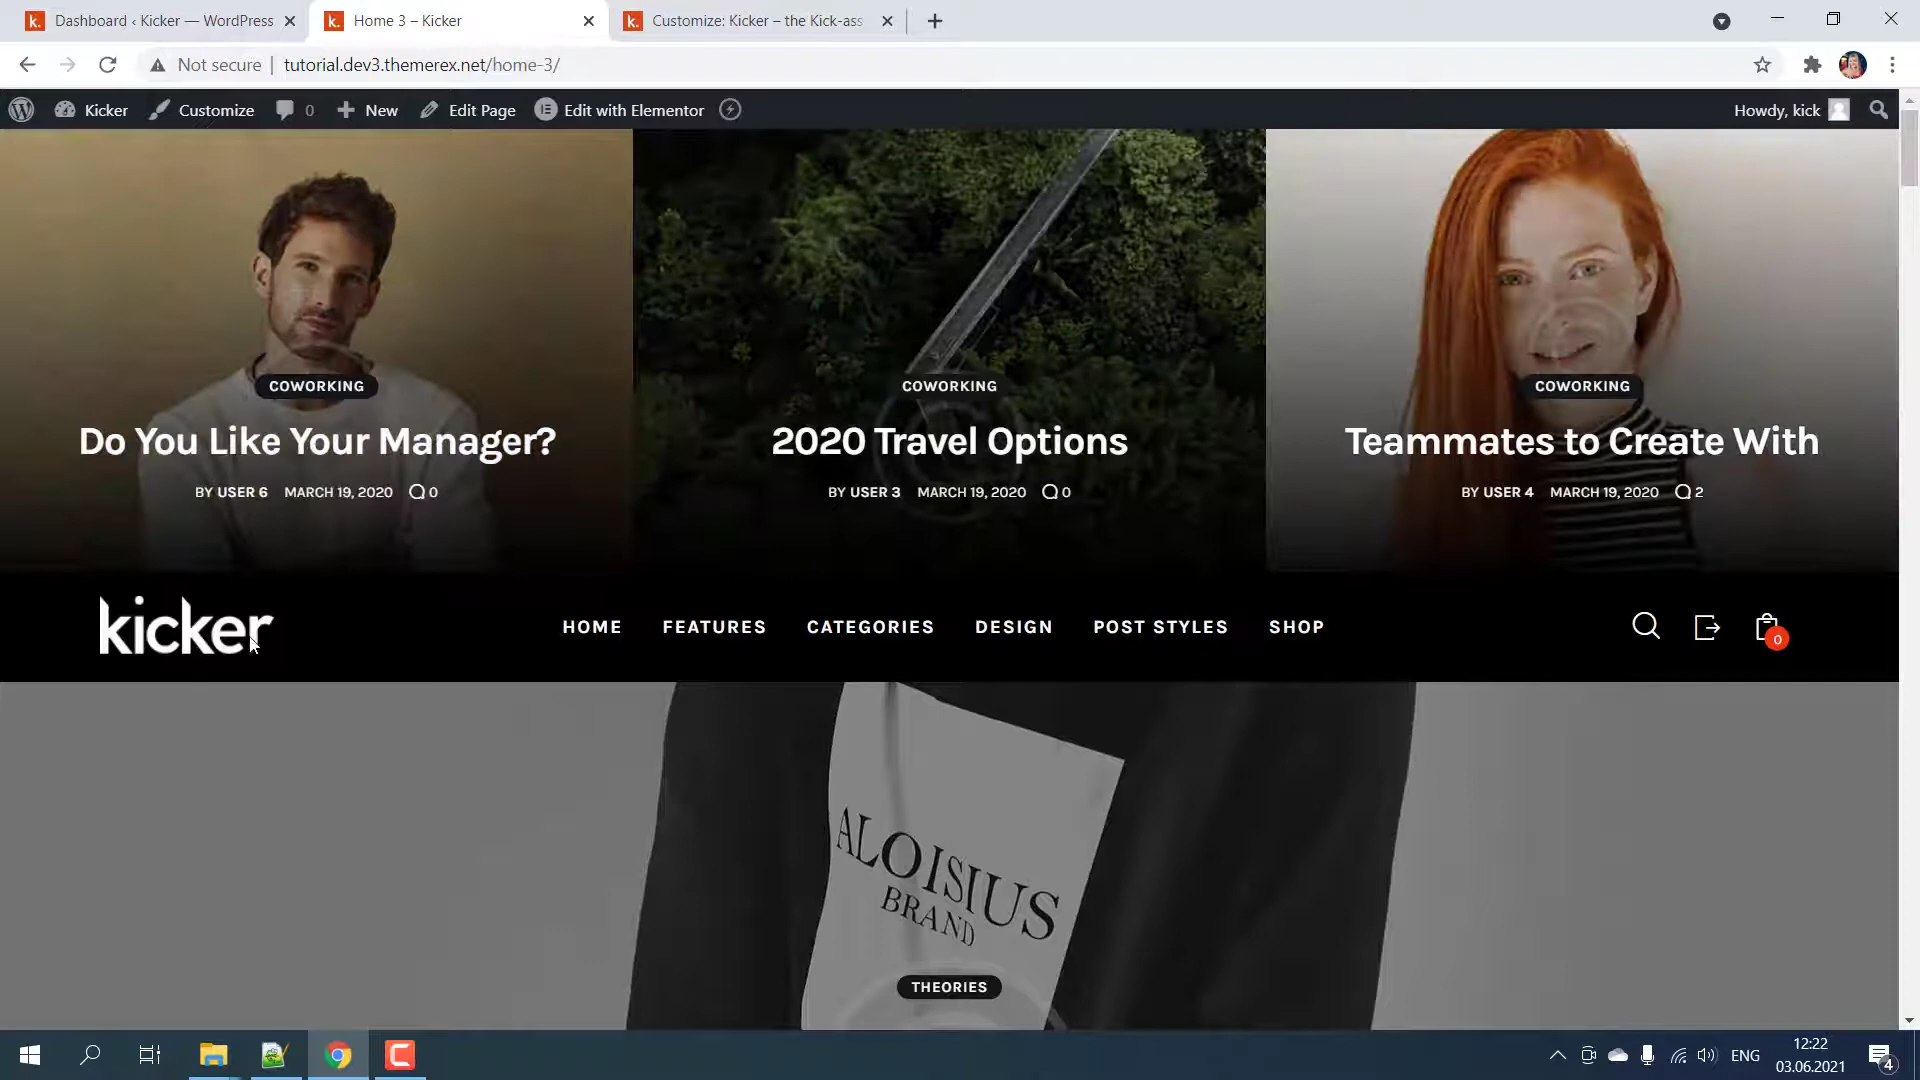 Dashboard ‹ Kicker — WordPress
Home 3 – Kicker
Customize: Kicker – the Kick-ass
Not secure
tutorial.dev3.themerex.net/home-3/
Kicker
Customize
0
New
Edit Page
Edit with Elementor
Howdy, kick
COWORKING
Do You Like Your Manager?
BY USER 6 MARCH 19, 2020 0
COWORKING
2020 Travel Options
BY USER 3 MARCH 19, 2020 0
COWORKING
Teammates to Create With
BY USER 4 MARCH 19, 2020 2
kicker
HOME
FEATURES
CATEGORIES
DESIGN
POST STYLES
SHOP
0
ALOISIUS
BRAND
THEORIES
ENG
12:22
03.06.2021
4